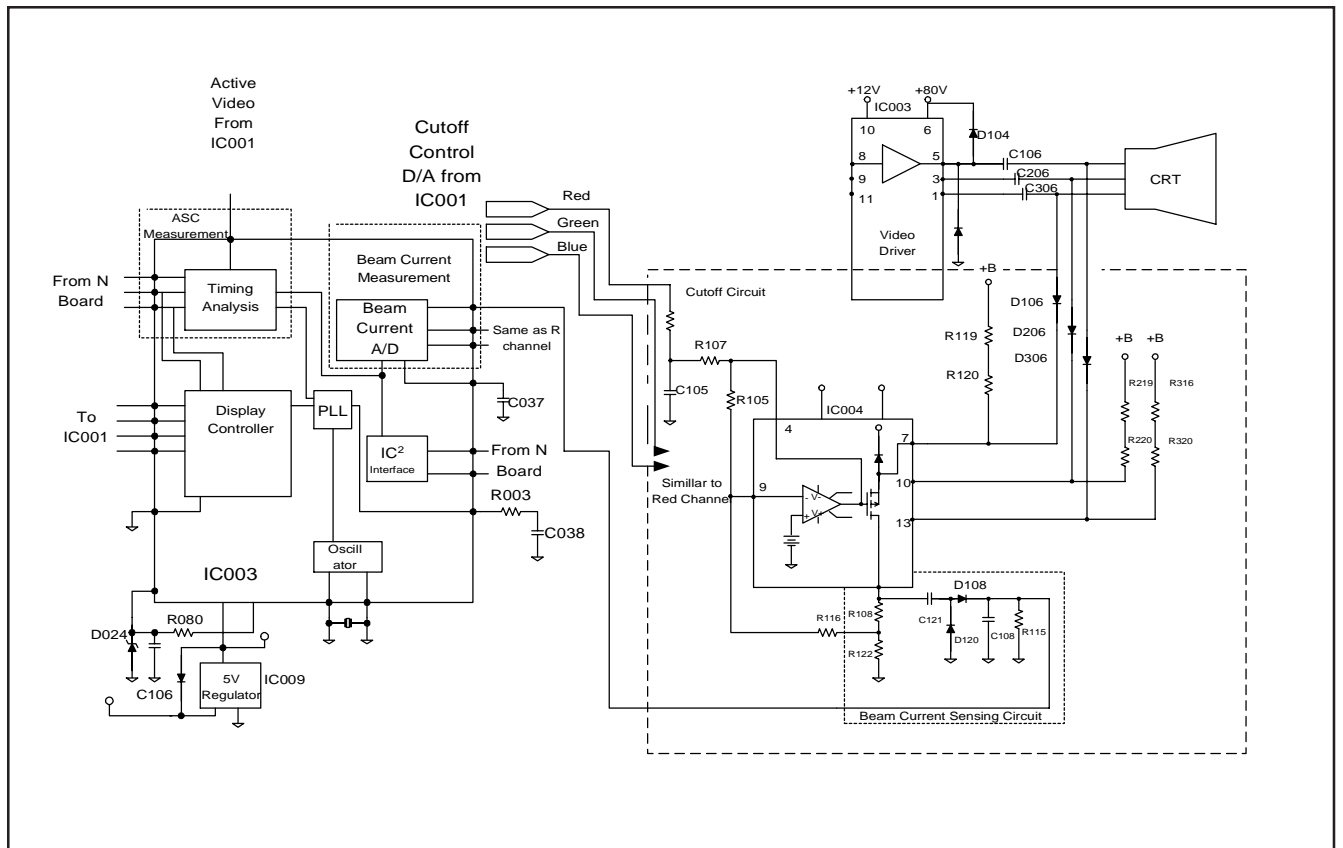 Active
Video
From
IC001
Cutoff
Control
D/A from
IC001
Red
Green
Blue
ASC
Measurement
From N
Board
Timing
Analysis
Beam Current
Measurement
Beam
Current
A/D
Same as R
channel
C037
To
IC001
Display
Controller
PLL
IC²
Interface
From N
Board
R003
C038
Oscill
ator
IC003
D024
R080
C106
5V
Regulator
IC009
+12V
+80V
IC003
10
6
D104
8
5
C106
9
3
C206
11
1
C306
CRT
Video
Driver
Cutoff Circuit
+B
D106
R119
D206
+B
+B
D306
R107
R120
R219
R316
C105
R105
IC004
4
7
R220
R320
Simillar to
Red Channel
9
- V-
+ V+
10
13
D108
R116
R108
C121
D120
C108
R115
R122
Beam Current Sensing Circuit